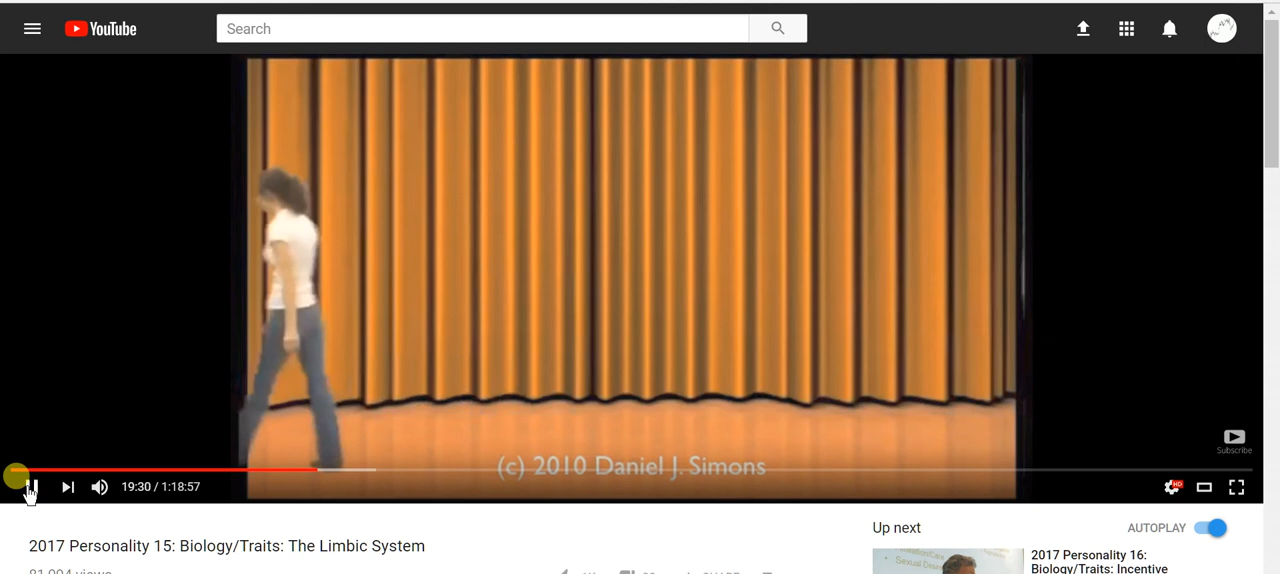 YouTube
Search
(c) 2010 Daniel J. Simons
Subscribe
19:30 / 1:18:57
HD
2017 Personality 15: Biology/Traits: The Limbic System
Up next
AUTOPLAY
2017 Personality 16:
Biology/Traits: Incentive